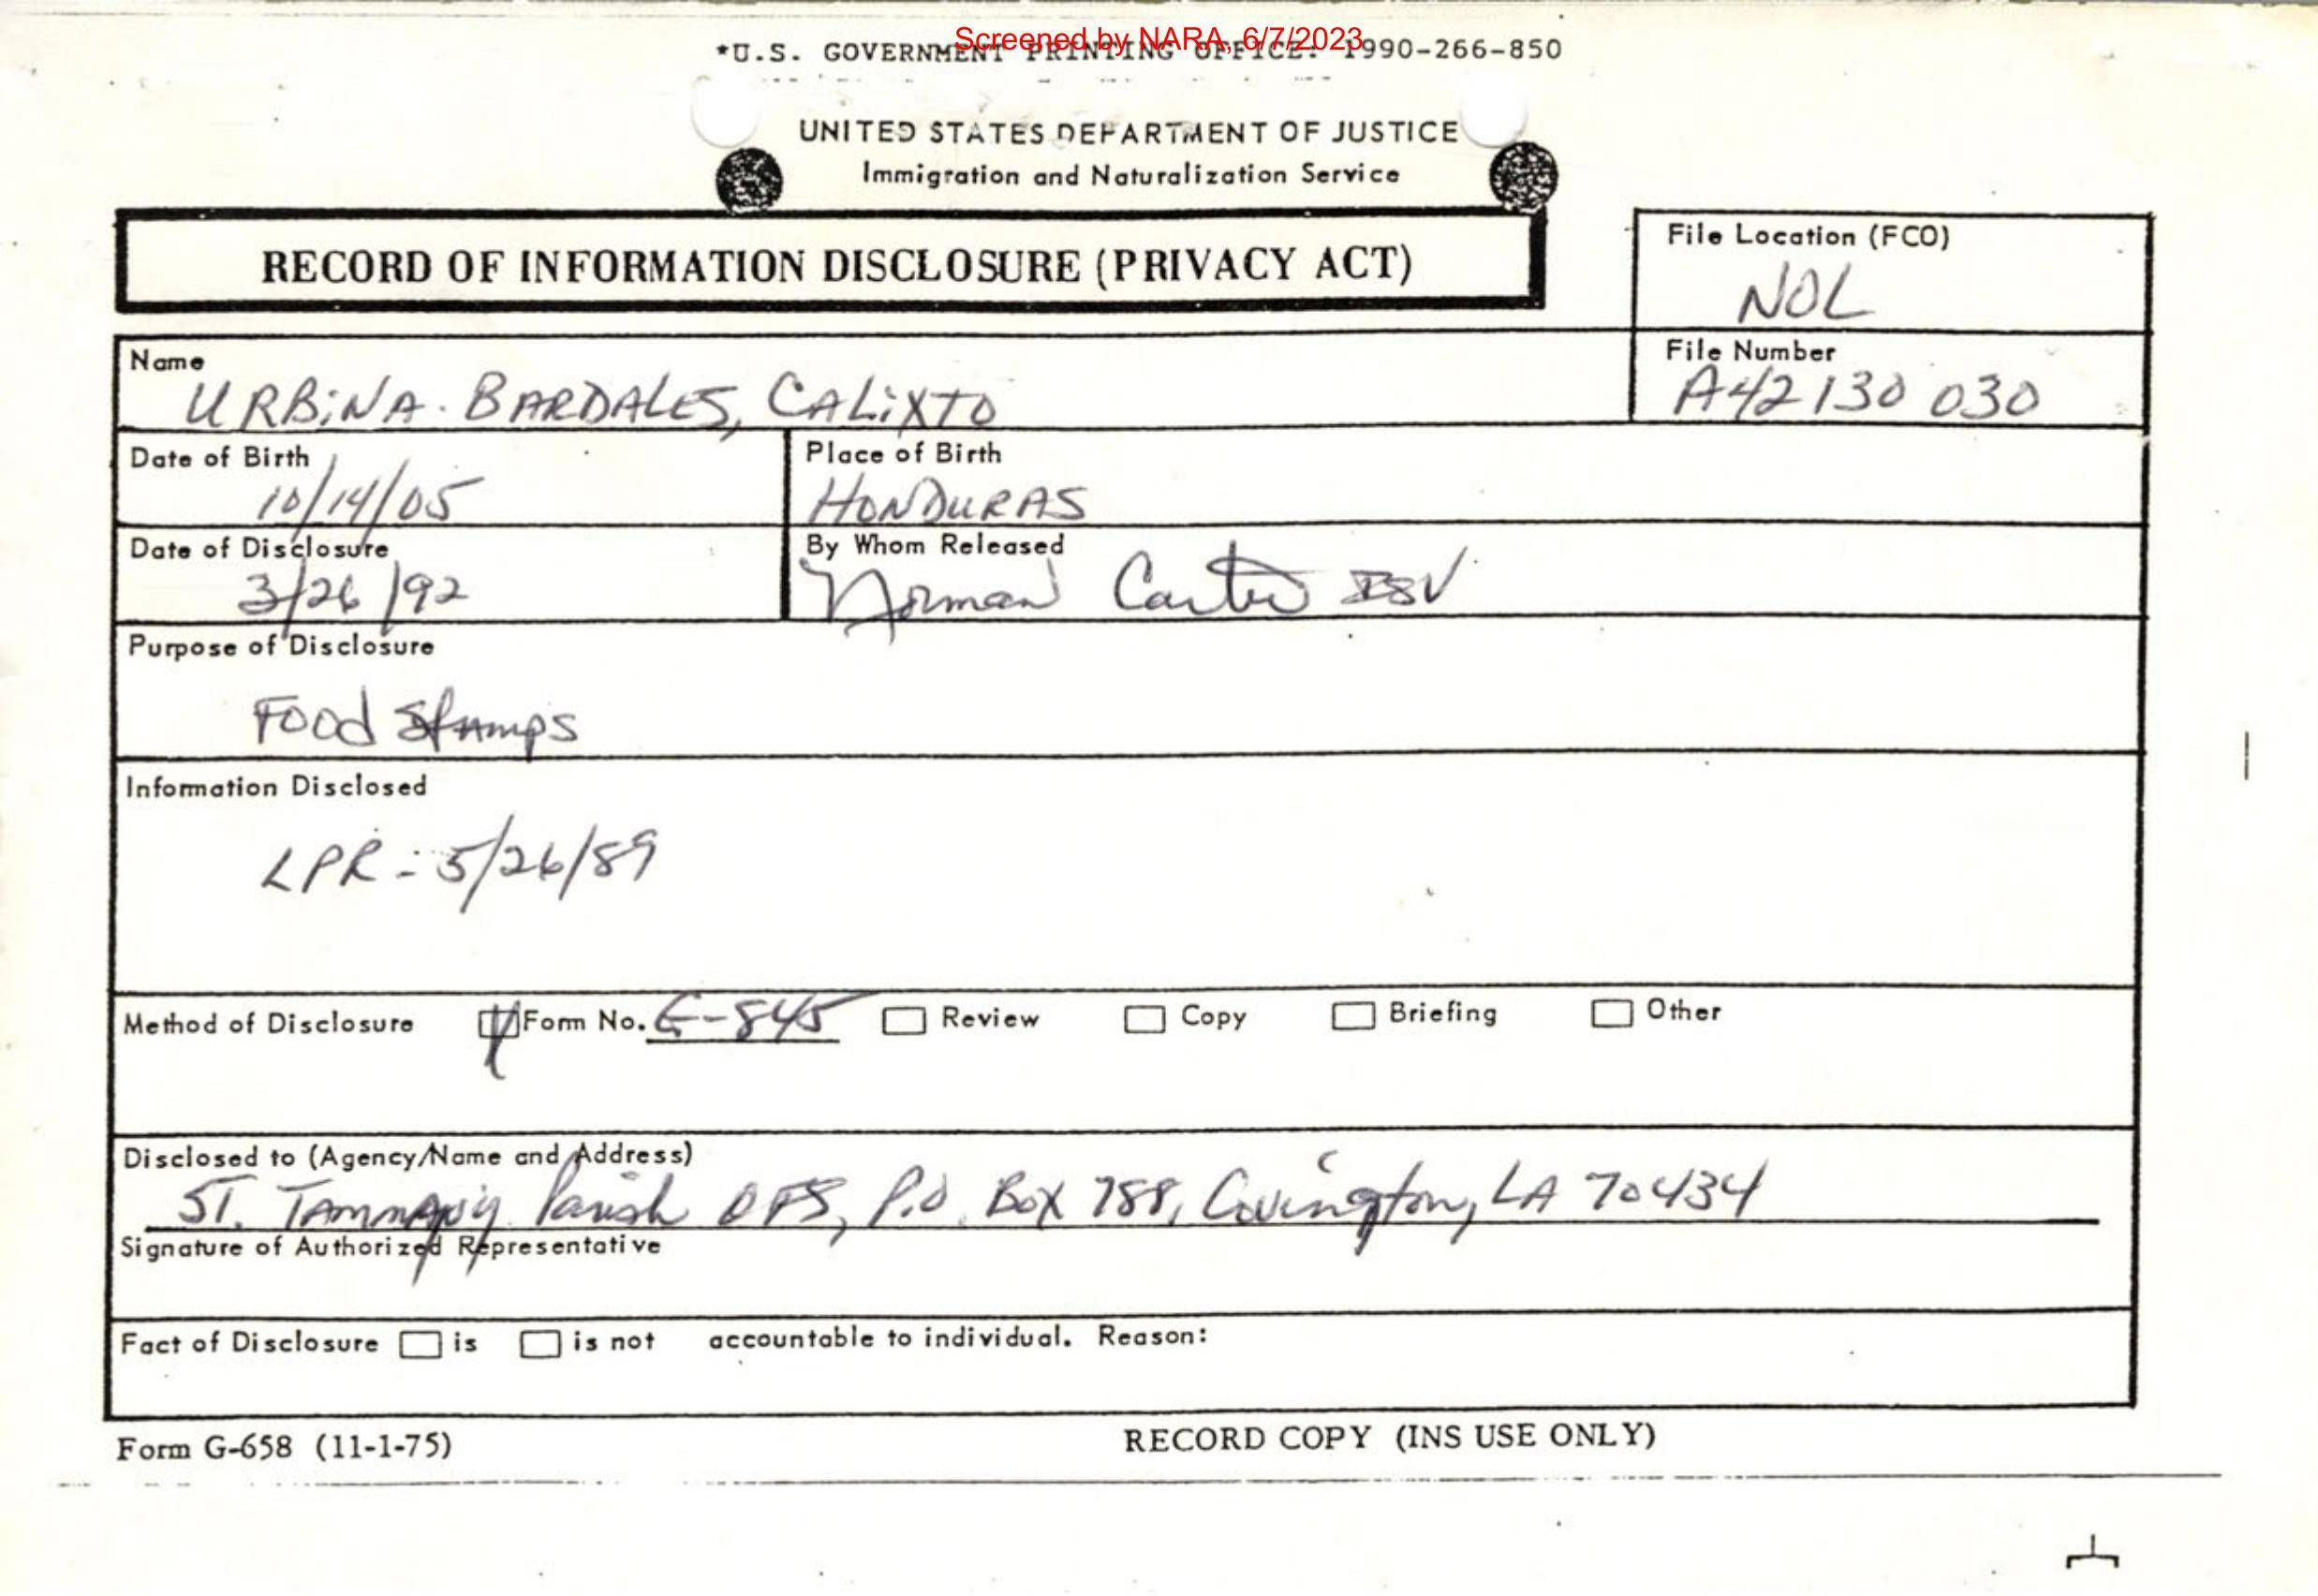 Screened by NARA, 6/7/2023
*U.S. GOVERNMENT PRINTING OFFICE: 1990-266-850
UNITED STATES DEPARTMENT OF JUSTICE
Immigration and Naturalization Service
RECORD OF INFORMATION DISCLOSURE (PRIVACY ACT)
File Location (FCO)
NOL
Name
URBINA-BARDALES, CALIXTO
File Number
A42 130 030
Date of Birth
10/14/05
Place of Birth
HONDURAS
Date of Disclosure
3/26/92
By Whom Released
Norman Carter ISV
Purpose of Disclosure
Food Stamps
Information Disclosed
LPR - 5/26/89
Method of Disclosure Form No. G-845 Review Copy Briefing Other
Disclosed to (Agency/Name and Address)
ST. Tammany Parish OFS, P.O. Box 788, Covington, LA 70434
Signature of Authorized Representative
Fact of Disclosure is is not accountable to individual. Reason:
Form G-658 (11-1-75)
RECORD COPY (INS USE ONLY)